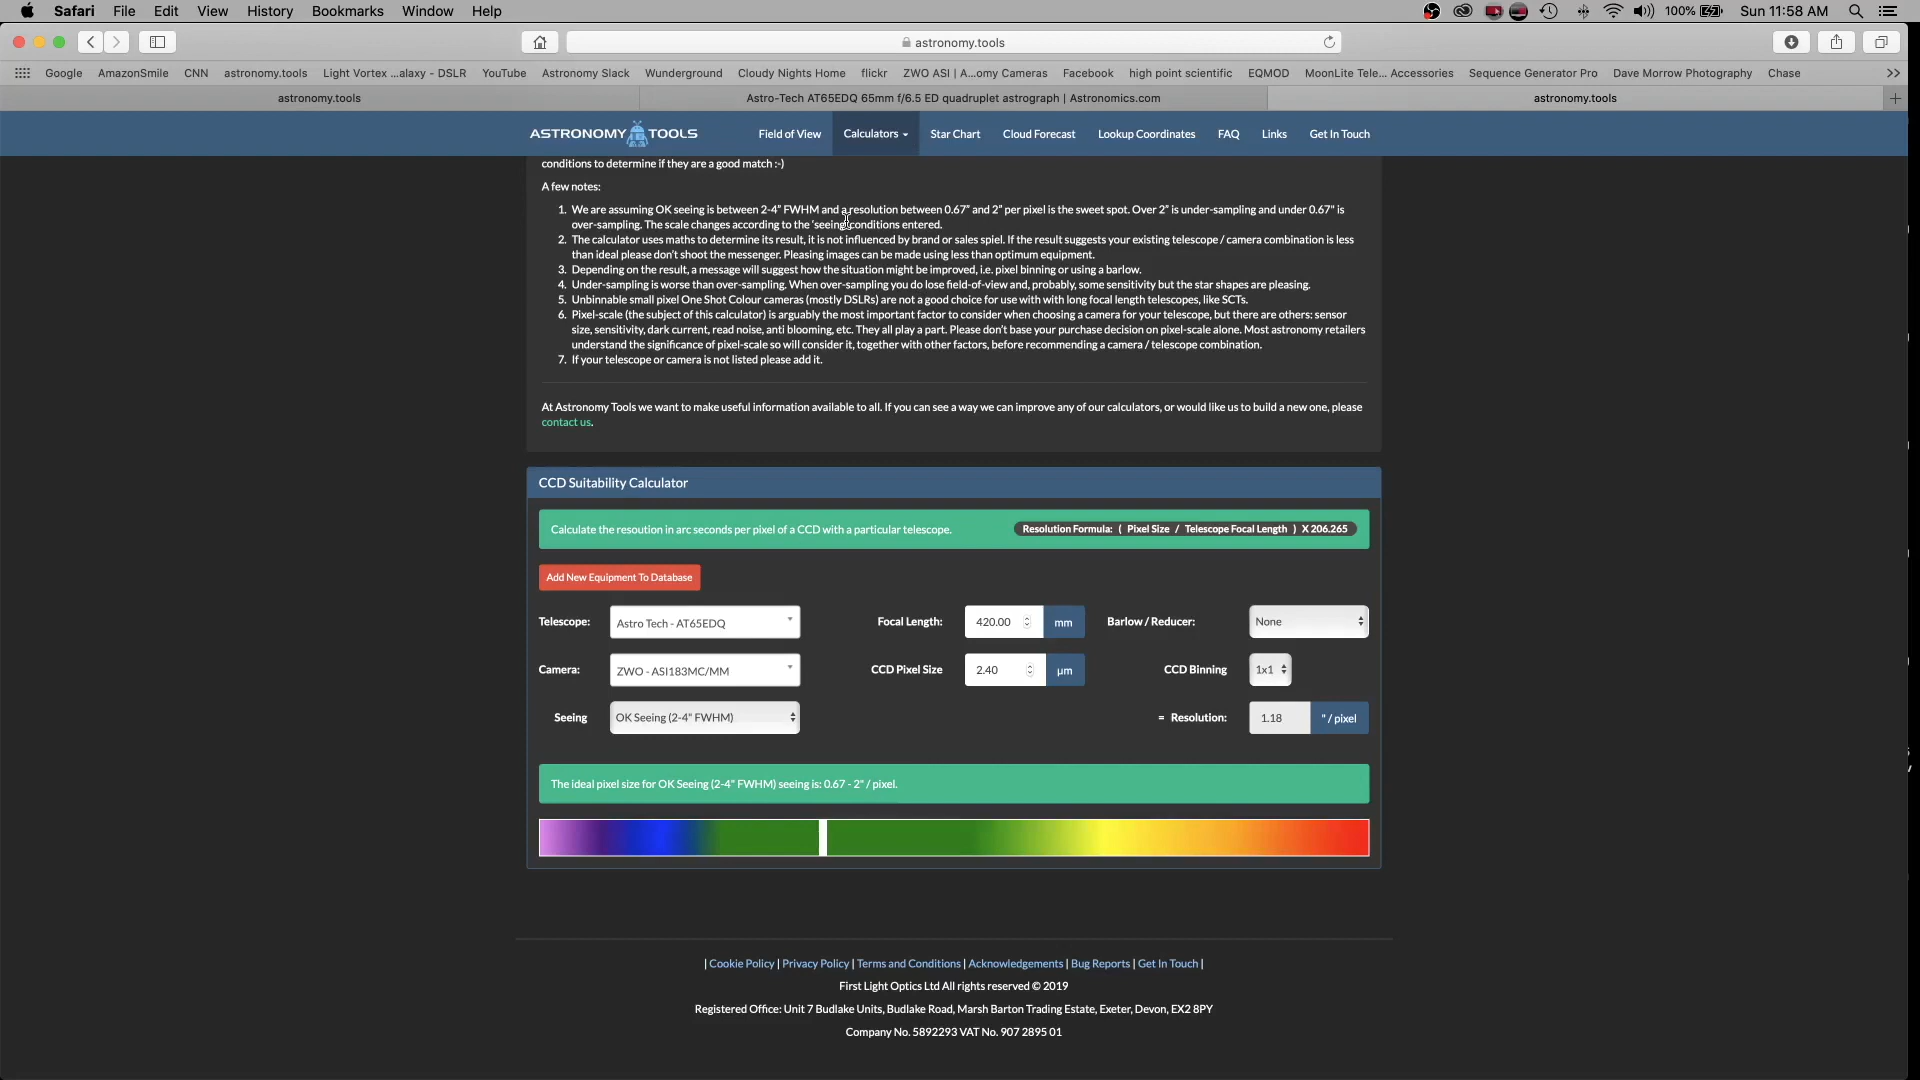 Safari File Edit View History Bookmarks Window Help 100% Sun 11:58 AM
astronomy.tools
Google AmazonSmile CNN astronomy.tools Light Vortex ...alaxy - DSLR YouTube Astronomy Slack Wunderground Cloudy Nights Home flickr ZWO ASI | A...omy Cameras Facebook high point scientific EQMOD MoonLite Tele... Accessories Sequence Generator Pro Dave Morrow Photography Chase
astronomy.tools Astro-Tech AT65EDQ 65mm f/6.5 ED quadruplet astrograph | Astronomics.com astronomy.tools
ASTRONOMY TOOLS Field of View Calculators Star Chart Cloud Forecast Lookup Coordinates FAQ Links Get In Touch
conditions to determine if they are a good match :-)
A few notes:
1. We are assuming OK seeing is between 2-4” FWHM and a resolution between 0.67” and 2” per pixel is the sweet spot. Over 2” is under-sampling and under 0.67" is
over-sampling. The scale changes according to the 'seeing' conditions entered.
2. The calculator uses maths to determine its result, it is not influenced by brand or sales spiel. If the result suggests your existing telescope / camera combination is less
than ideal please don't shoot the messenger. Pleasing images can be made using less than optimum equipment.
3. Depending on the result, a message will suggest how the situation might be improved, i.e. pixel binning or using a barlow.
4. Under-sampling is worse than over-sampling. When over-sampling you do lose field-of-view and, probably, some sensitivity but the star shapes are pleasing.
5. Unbinnable small pixel One Shot Colour cameras (mostly DSLRs) are not a good choice for use with with long focal length telescopes, like SCTs.
6. Pixel-scale (the subject of this calculator) is arguably the most important factor to consider when choosing a camera for your telescope, but there are others: sensor
size, sensitivity, dark current, read noise, anti blooming, etc. They all play a part. Please don't base your purchase decision on pixel-scale alone. Most astronomy retailers
understand the significance of pixel-scale so will consider it, together with other factors, before recommending a camera / telescope combination.
7. If your telescope or camera is not listed please add it.
At Astronomy Tools we want to make useful information available to all. If you can see a way we can improve any of our calculators, or would like us to build a new one, please
contact us.
CCD Suitability Calculator
Calculate the resoution in arc seconds per pixel of a CCD with a particular telescope. Resolution Formula: ( Pixel Size / Telescope Focal Length ) X 206.265
Add New Equipment To Database
Telescope: Astro Tech - AT65EDQ Focal Length: 420.00 mm Barlow / Reducer: None
Camera: ZWO - ASI183MC/MM CCD Pixel Size 2.40 µm CCD Binning 1x1
Seeing OK Seeing (2-4" FWHM) = Resolution: 1.18 " / pixel
The ideal pixel size for OK Seeing (2-4" FWHM) seeing is: 0.67 - 2" / pixel.
| Cookie Policy | Privacy Policy | Terms and Conditions | Acknowledgements | Bug Reports | Get In Touch |
First Light Optics Ltd All rights reserved © 2019
Registered Office: Unit 7 Budlake Units, Budlake Road, Marsh Barton Trading Estate, Exeter, Devon, EX2 8PY
Company No. 5892293 VAT No. 907 2895 01